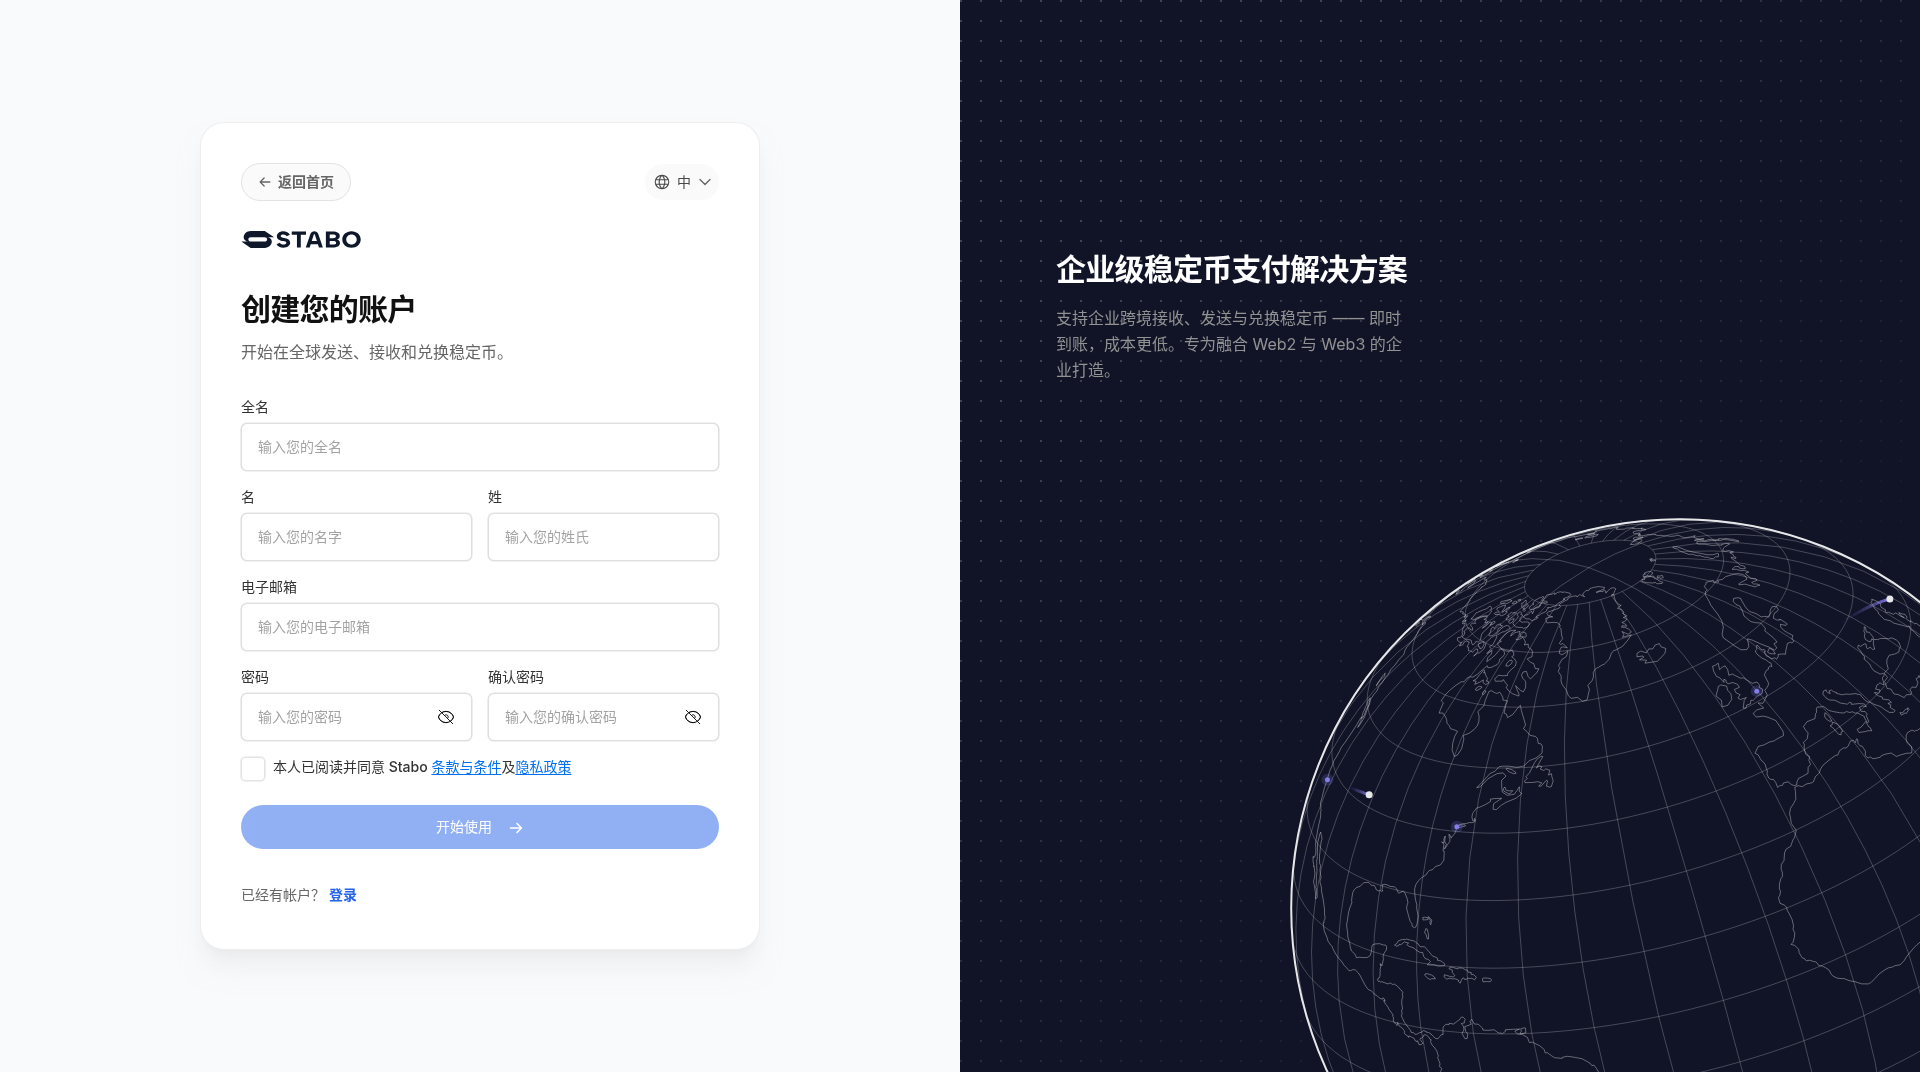 返回首页
中
STABO
创建您的账户
开始在全球发送、接收和兑换稳定币。
全名
输入您的全名
名
姓
输入您的名字
输入您的姓氏
电子邮箱
输入您的电子邮箱
密码
确认密码
输入您的密码
输入您的确认密码
本人已阅读并同意 Stabo 条款与条件及隐私政策
开始使用
已经有帐户？ 登录
企业级稳定币支付解决方案
支持企业跨境接收、发送与兑换稳定币 —— 即时
到账，成本更低。专为融合 Web2 与 Web3 的企
业打造。